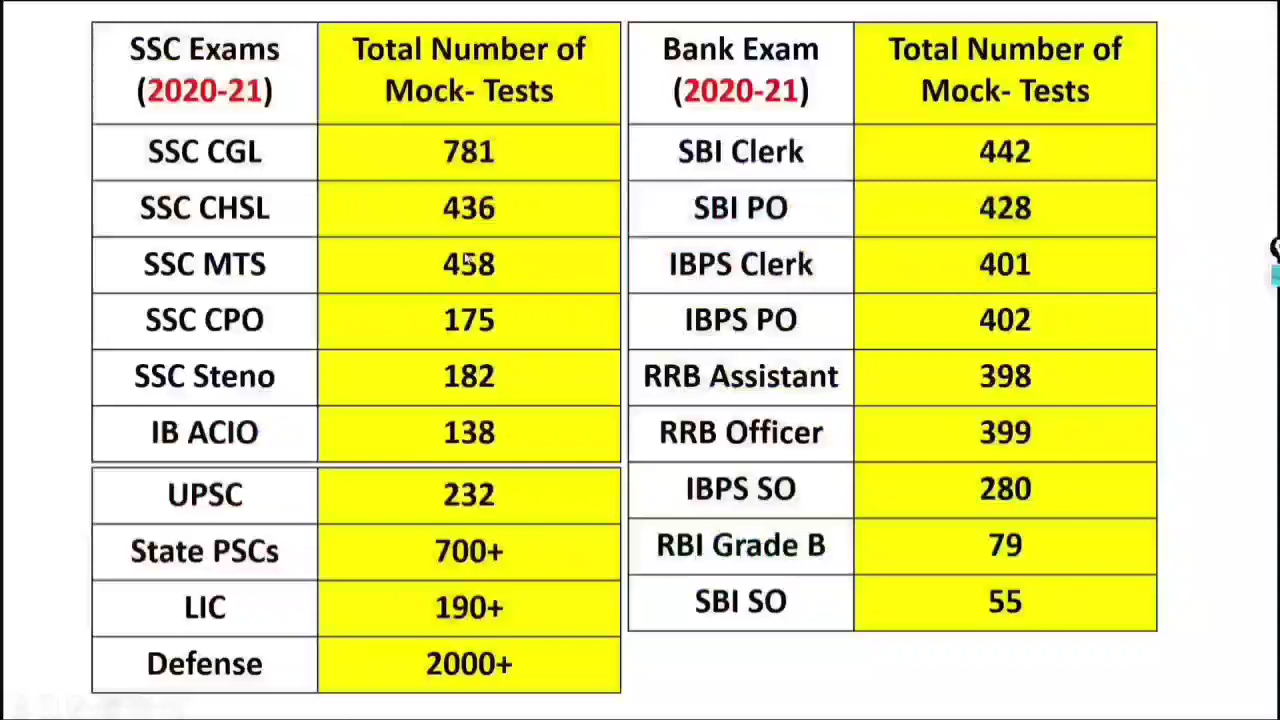 SSC Exams Total Number of
(2020-21) Mock- Tests
SSC CGL 781
SSC CHSL 436
SSC MTS 458
SSC CPO 175
SSC Steno 182
IB ACIO 138
UPSC 232
State PSCs 700+
LIC 190+
Defense 2000+
Bank Exam Total Number of
(2020-21) Mock- Tests
SBI Clerk 442
SBI PO 428
IBPS Clerk 401
IBPS PO 402
RRB Assistant 398
RRB Officer 399
IBPS SO 280
RBI Grade B 79
SBI SO 55